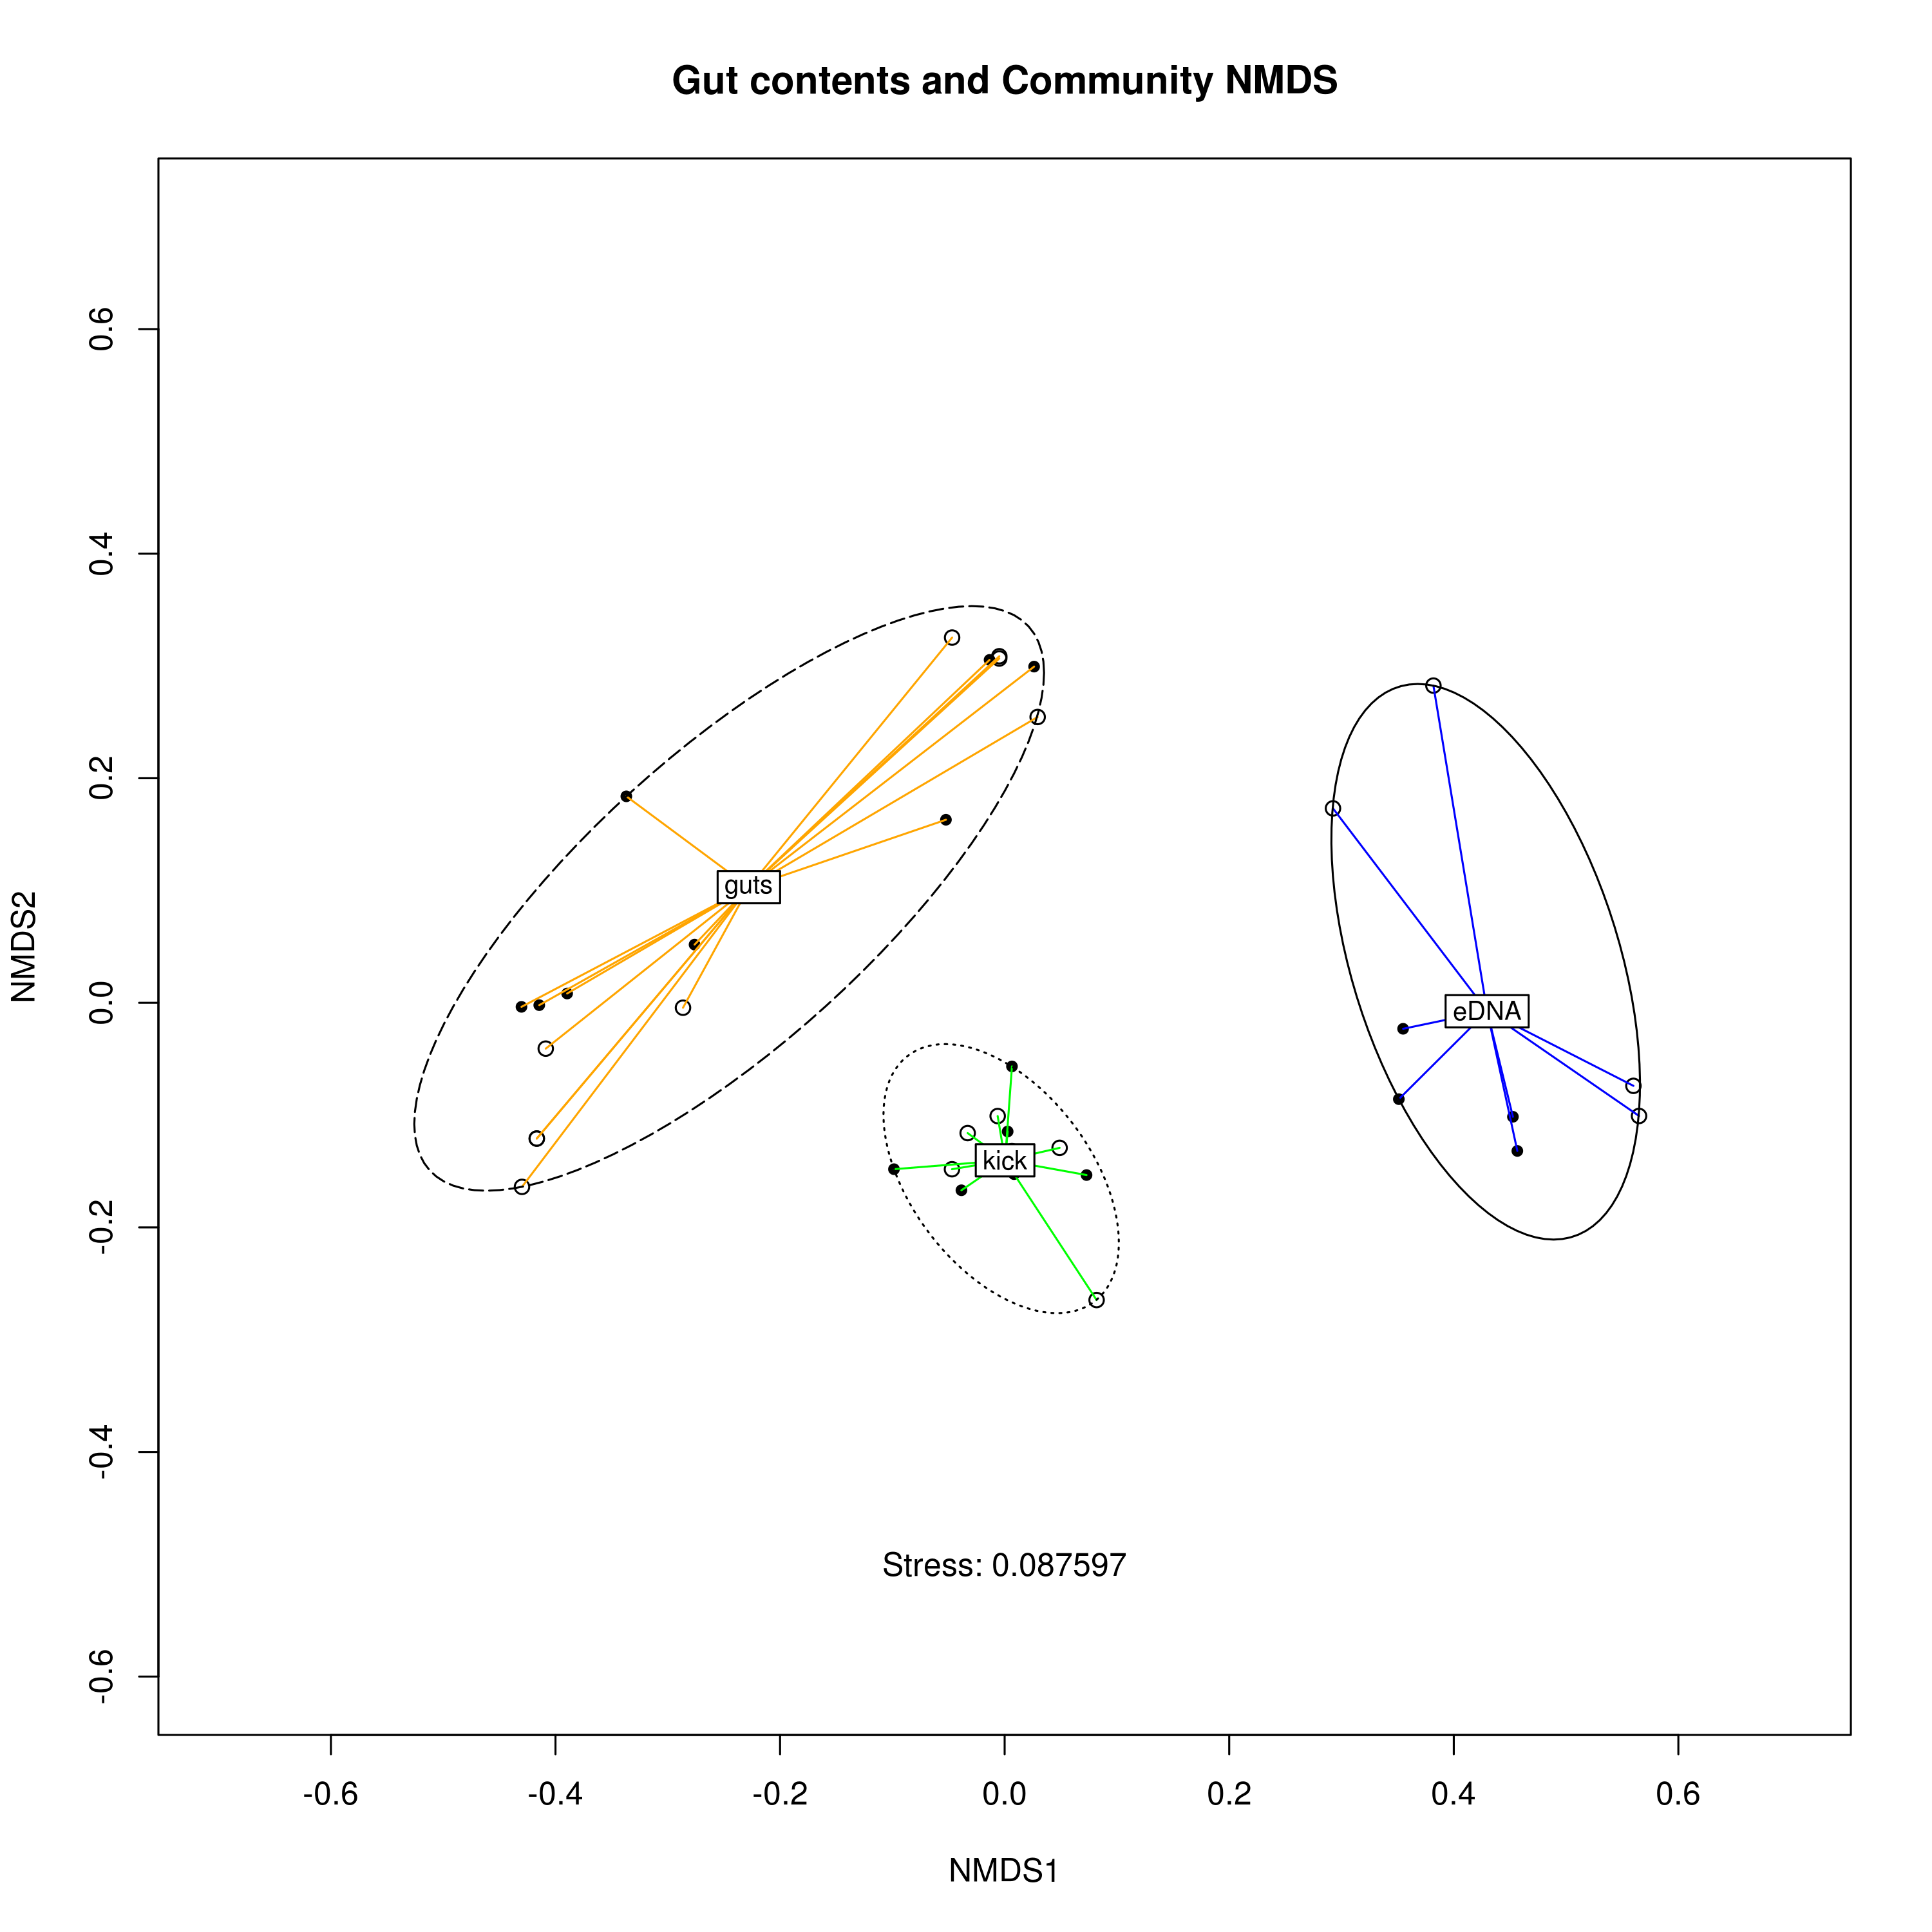 Gut contents and Community NMDS
NMDS2
0.6
0.4
0.2
0.0
-0.2
-0.4
-0.6
guts
eDNA
kick
Stress: 0.087597
-0.6 -0.4 -0.2 0.0 0.2 0.4 0.6
NMDS1